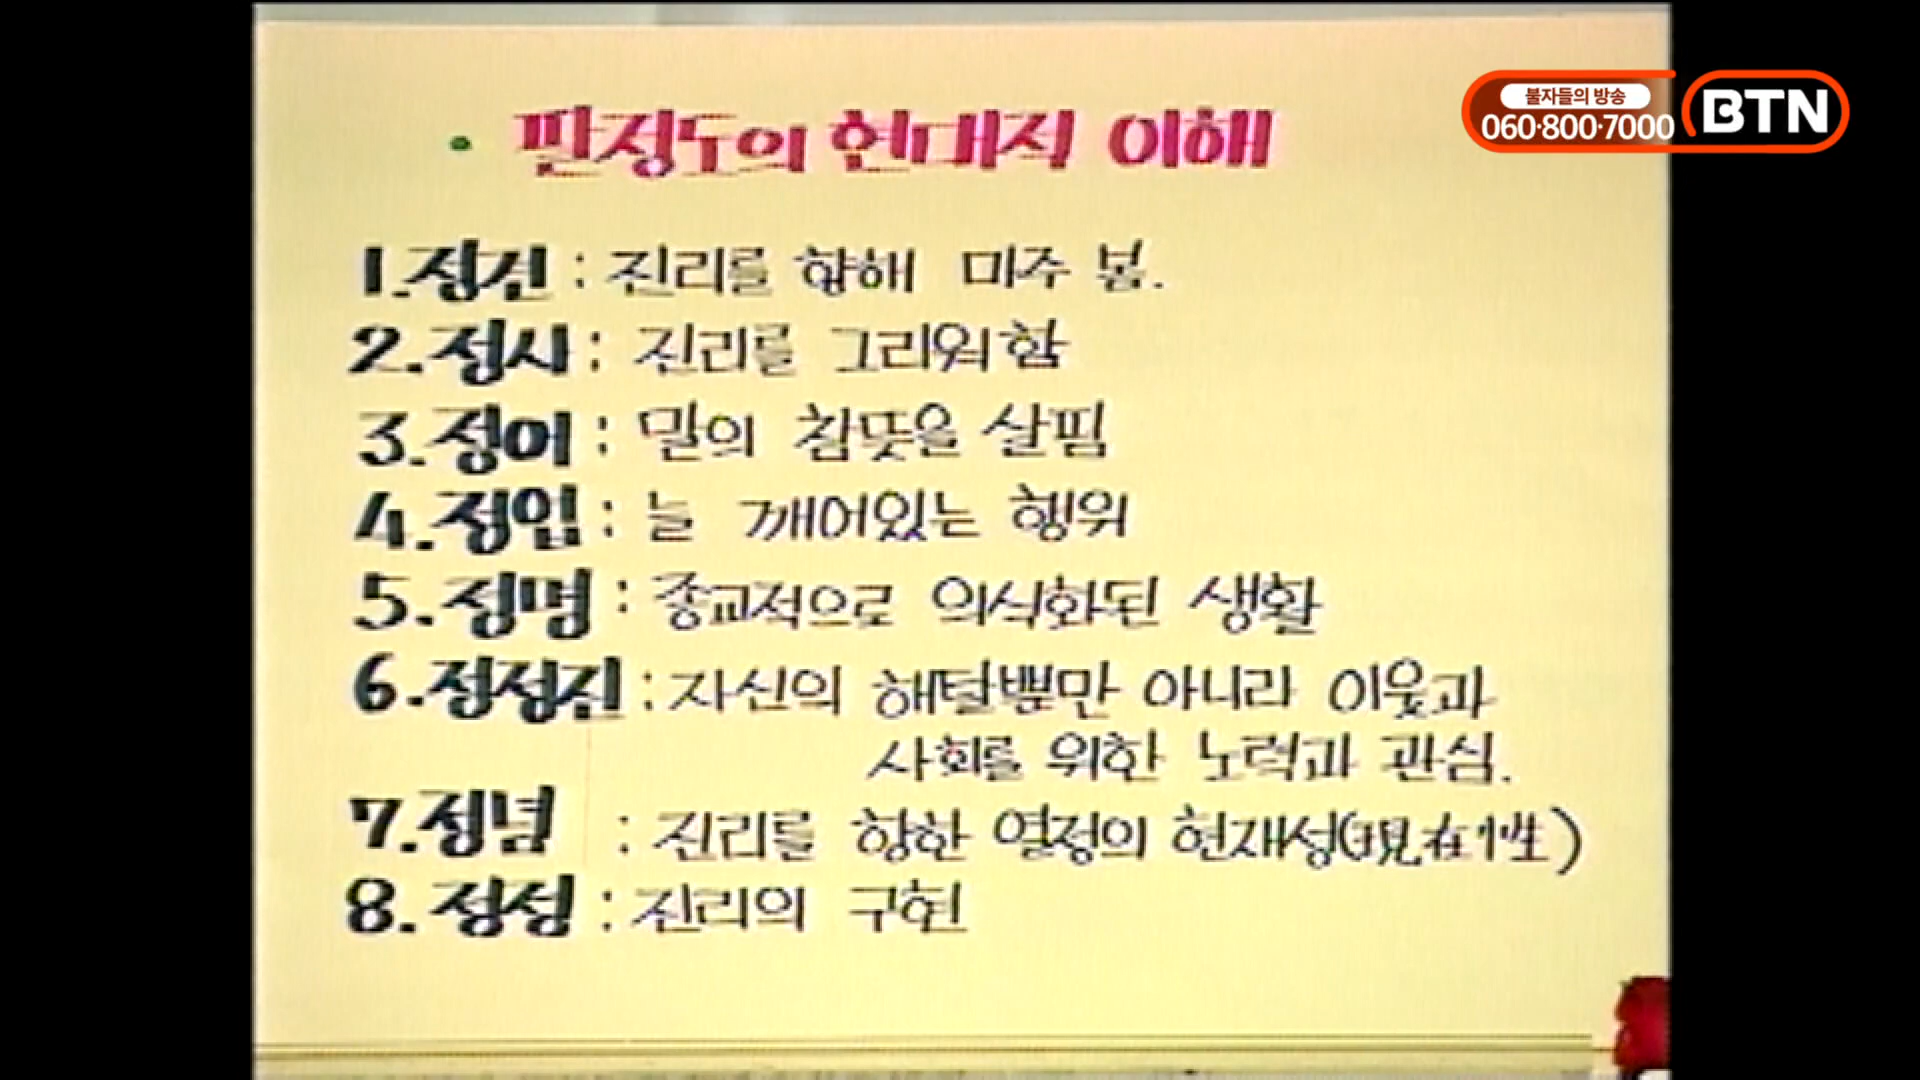 불자들의 방송
060·800·7000
BTN
· 팔정도의 현대적 이해
1. 정견 : 진리를 향해 마주 봄.
2. 정사 : 진리를 그리워함
3. 정어 : 말의 참뜻을 살핌
4. 정업 : 늘 깨어있는 행위
5. 정명 : 종교적으로 의식화된 생활
6. 정정진 : 자신의 해탈뿐만 아니라 이웃과
사회를 위한 노력과 관심.
7. 정념 : 진리를 향한 열정의 현재성(現在性)
8. 정정 : 진리의 구현